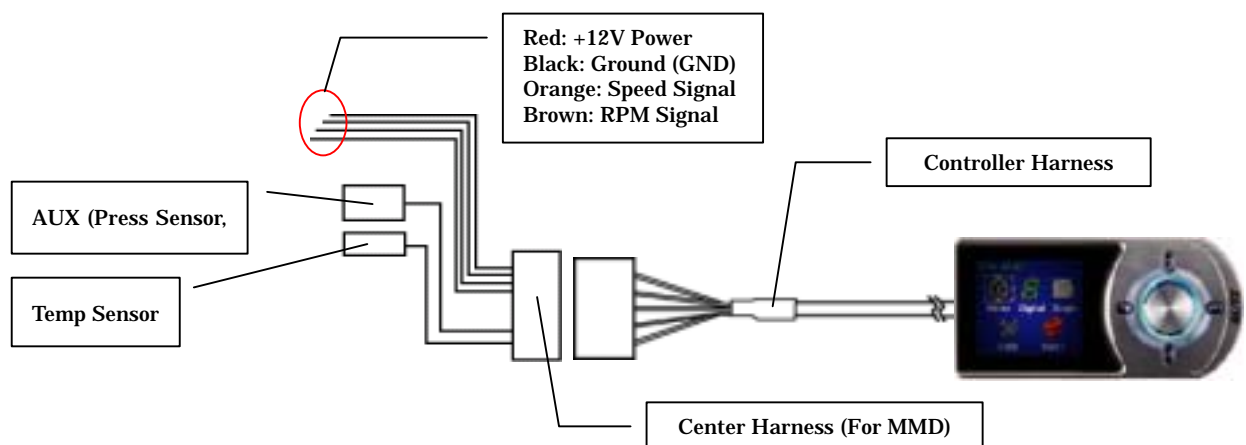 Red: +12V Power
Black: Ground (GND)
Orange: Speed Signal
Brown: RPM Signal
Controller Harness
AUX (Press Sensor,
Temp Sensor
Digital
Center Harness (For MMD)